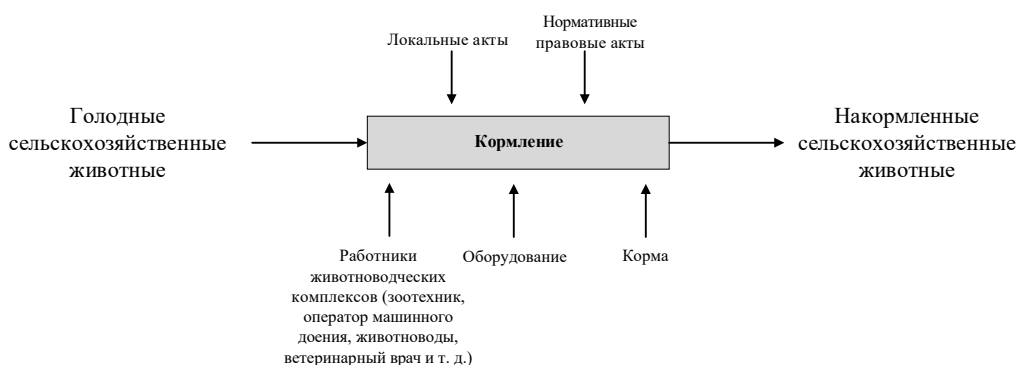 Локальные акты
Нормативные
правовые акты
Голодные
сельскохозяйственные
животные
Кормление
Накормленные
сельскохозяйственные
животные
Работники
животноводческих
комплексов (зоотехник,
оператор машинного
доения, животноводы,
ветеринарный врач и т. д.)
Оборудование
Корма